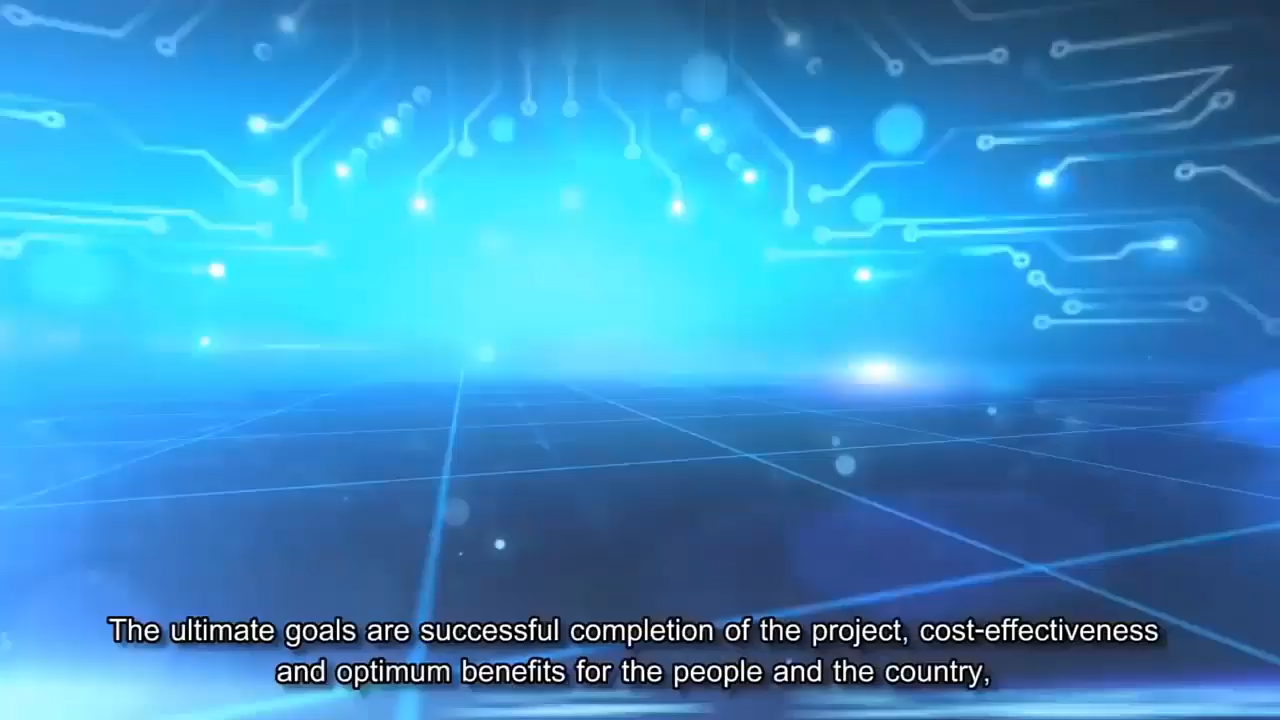 The ultimate goals are successful completion of the project, cost-effectiveness
and optimum benefits for the people and the country,